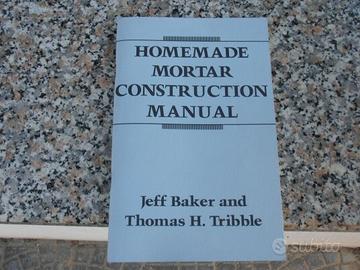 HOMEMADE
MORTAR
CONSTRUCTION
MANUAL
Jeff Baker and
Thomas H. Tribble
subito